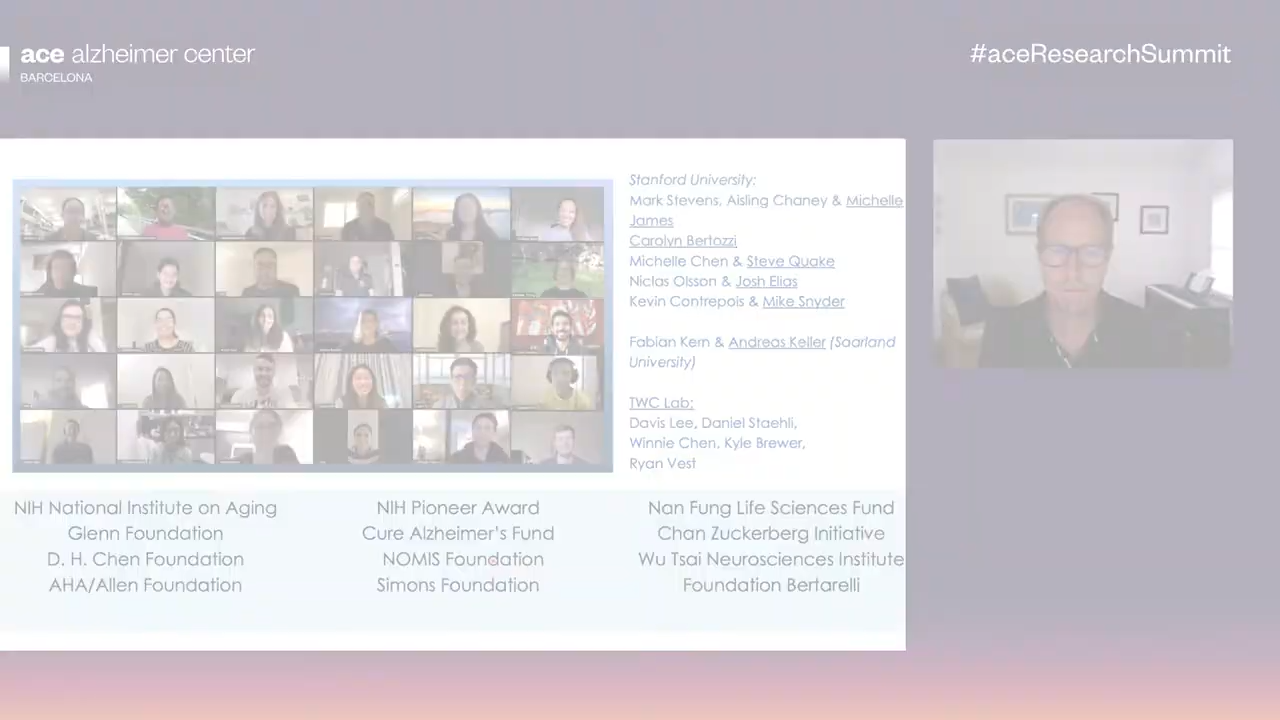 ace alzheimer center
BARCELONA
#aceResearchSummit
Stanford University:
Mark Stevens, Aisling Chaney & Michelle
James
Carolyn Bertozzi
Michelle Chen & Steve Quake
Niclas Olsson & Josh Elias
Kevin Contrepois & Mike Snyder
Fabian Kern & Andreas Keller (Saarland
University)
TWC Lab:
Davis Lee, Daniel Staehli,
Winnie Chen, Kyle Brewer,
Ryan Vest
NIH National Institute on Aging
Glenn Foundation
D. H. Chen Foundation
AHA/Allen Foundation
NIH Pioneer Award
Cure Alzheimer's Fund
NOMIS Foundation
Simons Foundation
Nan Fung Life Sciences Fund
Chan Zuckerberg Initiative
Wu Tsai Neurosciences Institute
Foundation Bertarelli